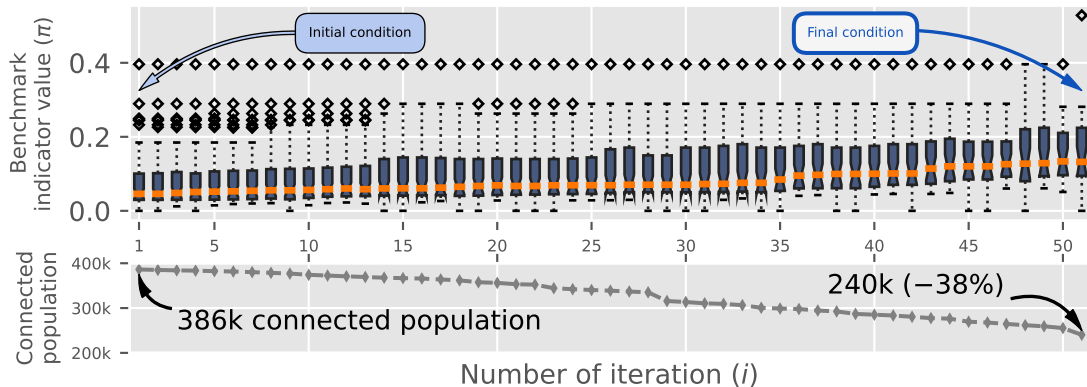 Benchmark
indicator value (π)
0.4
0.2
0.0
Initial condition
Final condition
1
5
10
15
20
25
30
35
40
45
50
Connected
population
400k
300k
200k
386k connected population
240k (−38%)
Number of iteration (i)